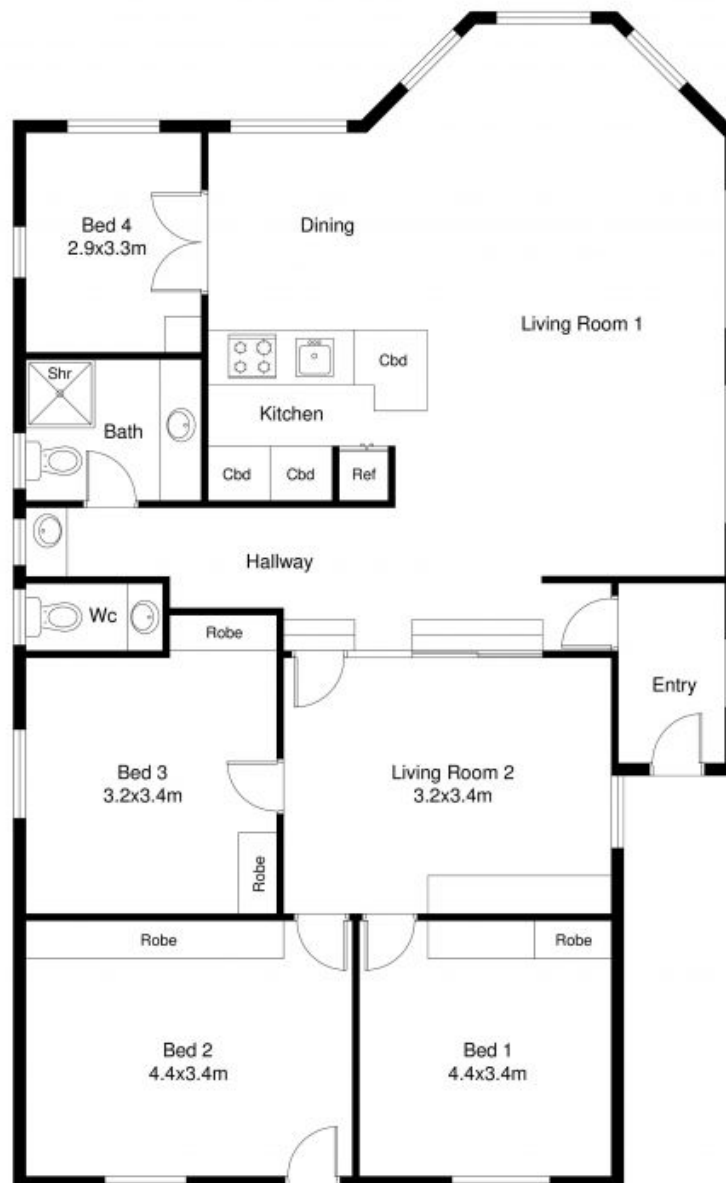 Bed 4
2.9x3.3m
Dining
Living Room 1
Cbd
Kitchen
Shr
Bath
Cbd
Cbd
Ref
Hallway
Wc
Robe
Entry
Bed 3
3.2x3.4m
Living Room 2
3.2x3.4m
Robe
Robe
Robe
Bed 2
4.4x3.4m
Bed 1
4.4x3.4m